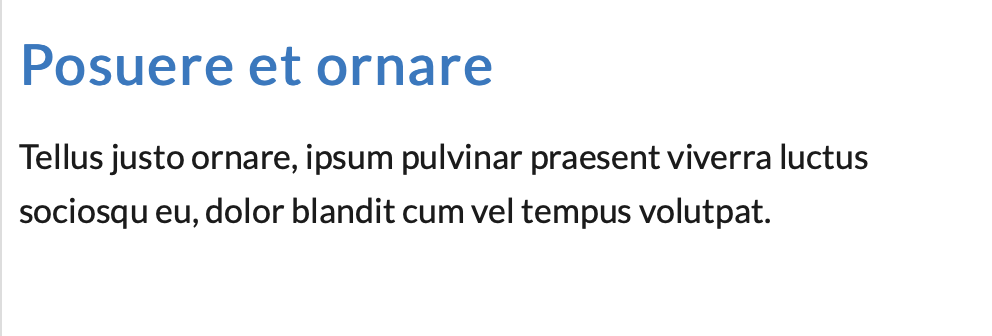 Posuere et ornare
Tellus justo ornare, ipsum pulvinar praesent viverra luctus
sociosqu eu, dolor blandit cum vel tempus volutpat.